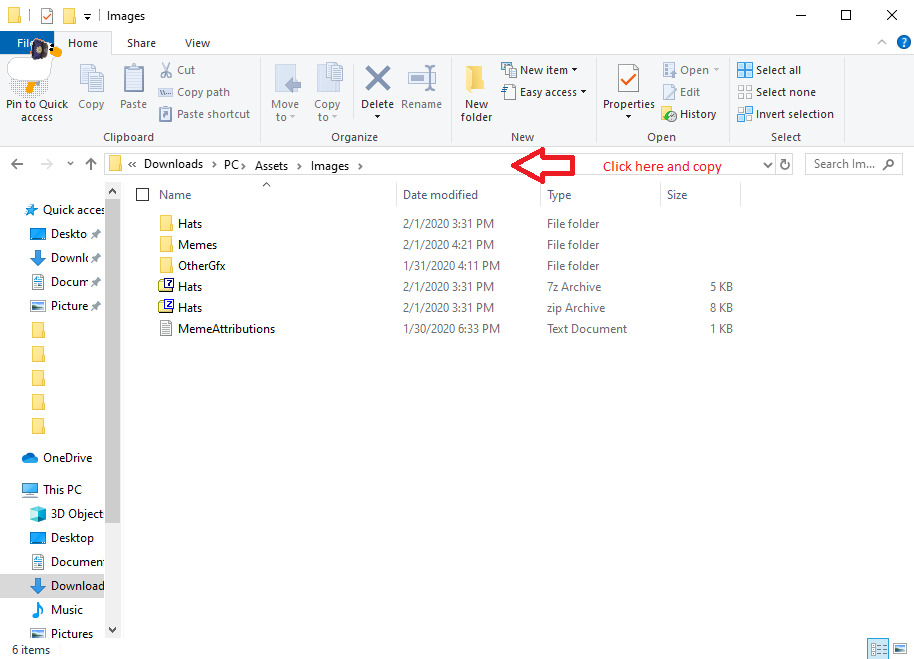 Images
File Home Share View
Pin to Quick access
Copy
Paste
Cut
Copy path
Paste shortcut
Clipboard
Move to
Copy to
Delete
Rename
Organize
New folder
New item
Easy access
New
Properties
Open
Edit
History
Open
Select all
Select none
Invert selection
Select
« Downloads > PC > Assets > Images >
Click here and copy
Search Im...
Name Date modified Type Size
Hats 2/1/2020 3:31 PM File folder
Memes 2/1/2020 4:21 PM File folder
OtherGfx 1/31/2020 4:11 PM File folder
Hats 2/1/2020 3:31 PM 7z Archive 5 KB
Hats 2/1/2020 3:31 PM zip Archive 8 KB
MemeAttributions 1/30/2020 6:33 PM Text Document 1 KB
Quick acces
Deskto
Downl
Docum
Picture
OneDrive
This PC
3D Object
Desktop
Documen
Download
Music
Pictures
6 items